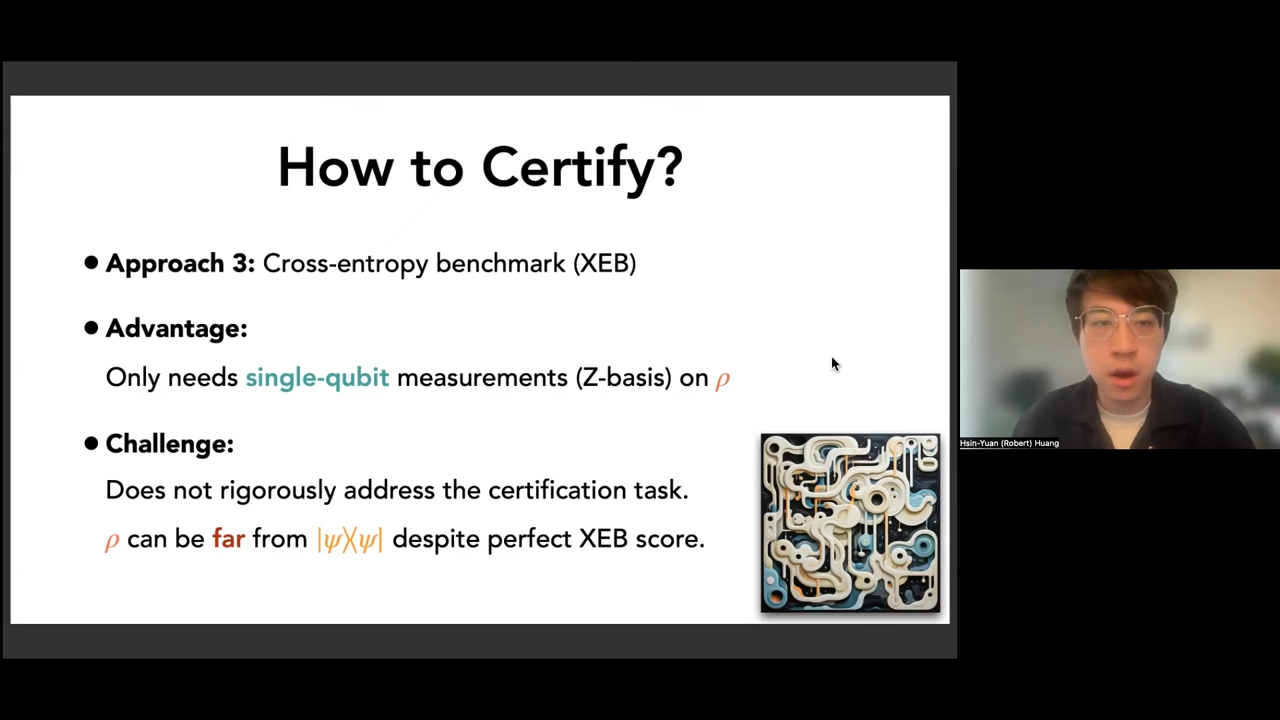 How to Certify?
• Approach 3: Cross-entropy benchmark (XEB)
• Advantage:
Only needs single-qubit measurements (Z-basis) on ρ
• Challenge:
Does not rigorously address the certification task.
ρ can be far from |ψ⟩⟨ψ| despite perfect XEB score.
Hsin-Yuan (Robert) Huang